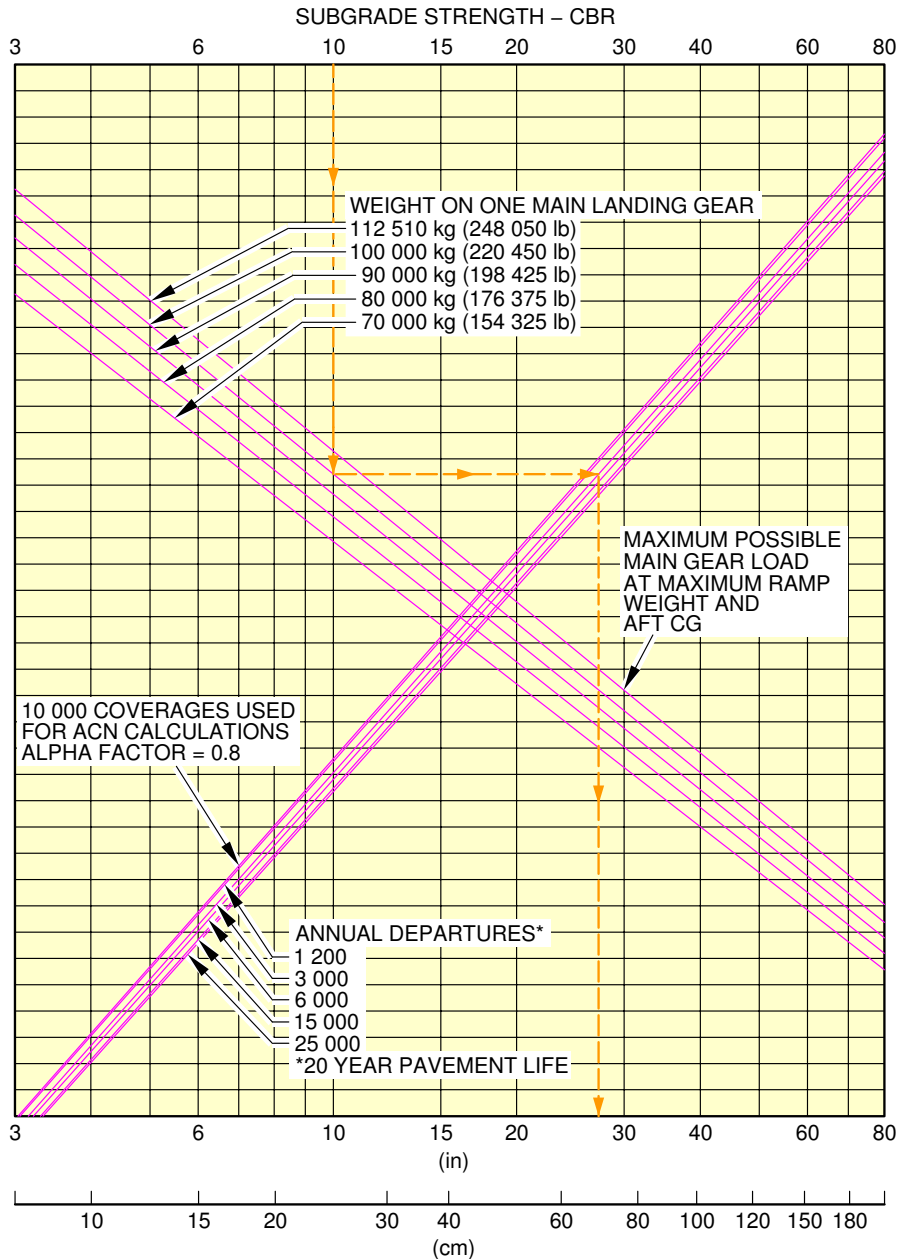 SUBGRADE STRENGTH – CBR
3 6 10 15 20 30 40 60 80
WEIGHT ON ONE MAIN LANDING GEAR
112 510 kg (248 050 lb)
100 000 kg (220 450 lb)
90 000 kg (198 425 lb)
80 000 kg (176 375 lb)
70 000 kg (154 325 lb)
MAXIMUM POSSIBLE
MAIN GEAR LOAD
AT MAXIMUM RAMP
WEIGHT AND
AFT CG
10 000 COVERAGES USED
FOR ACN CALCULATIONS
ALPHA FACTOR = 0.8
ANNUAL DEPARTURES*
1 200
3 000
6 000
15 000
25 000
*20 YEAR PAVEMENT LIFE
3 6 10 15 20 30 40 60 80
(in)
10 15 20 30 40 60 80 100 120 150 180
(cm)